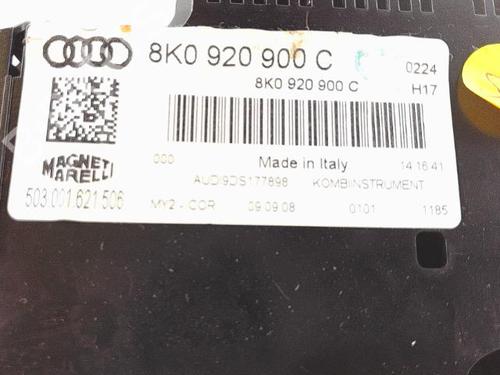 8K0 920 900 C
0224
8K0 920 900 C
H17
000
Made in Italy
14:16:41
MAGNETI
MARELLI
AUDI9DS177898
KOMBIINSTRUMENT
503.001.621.506
MY2 - COR
09.09.08
0101
1185